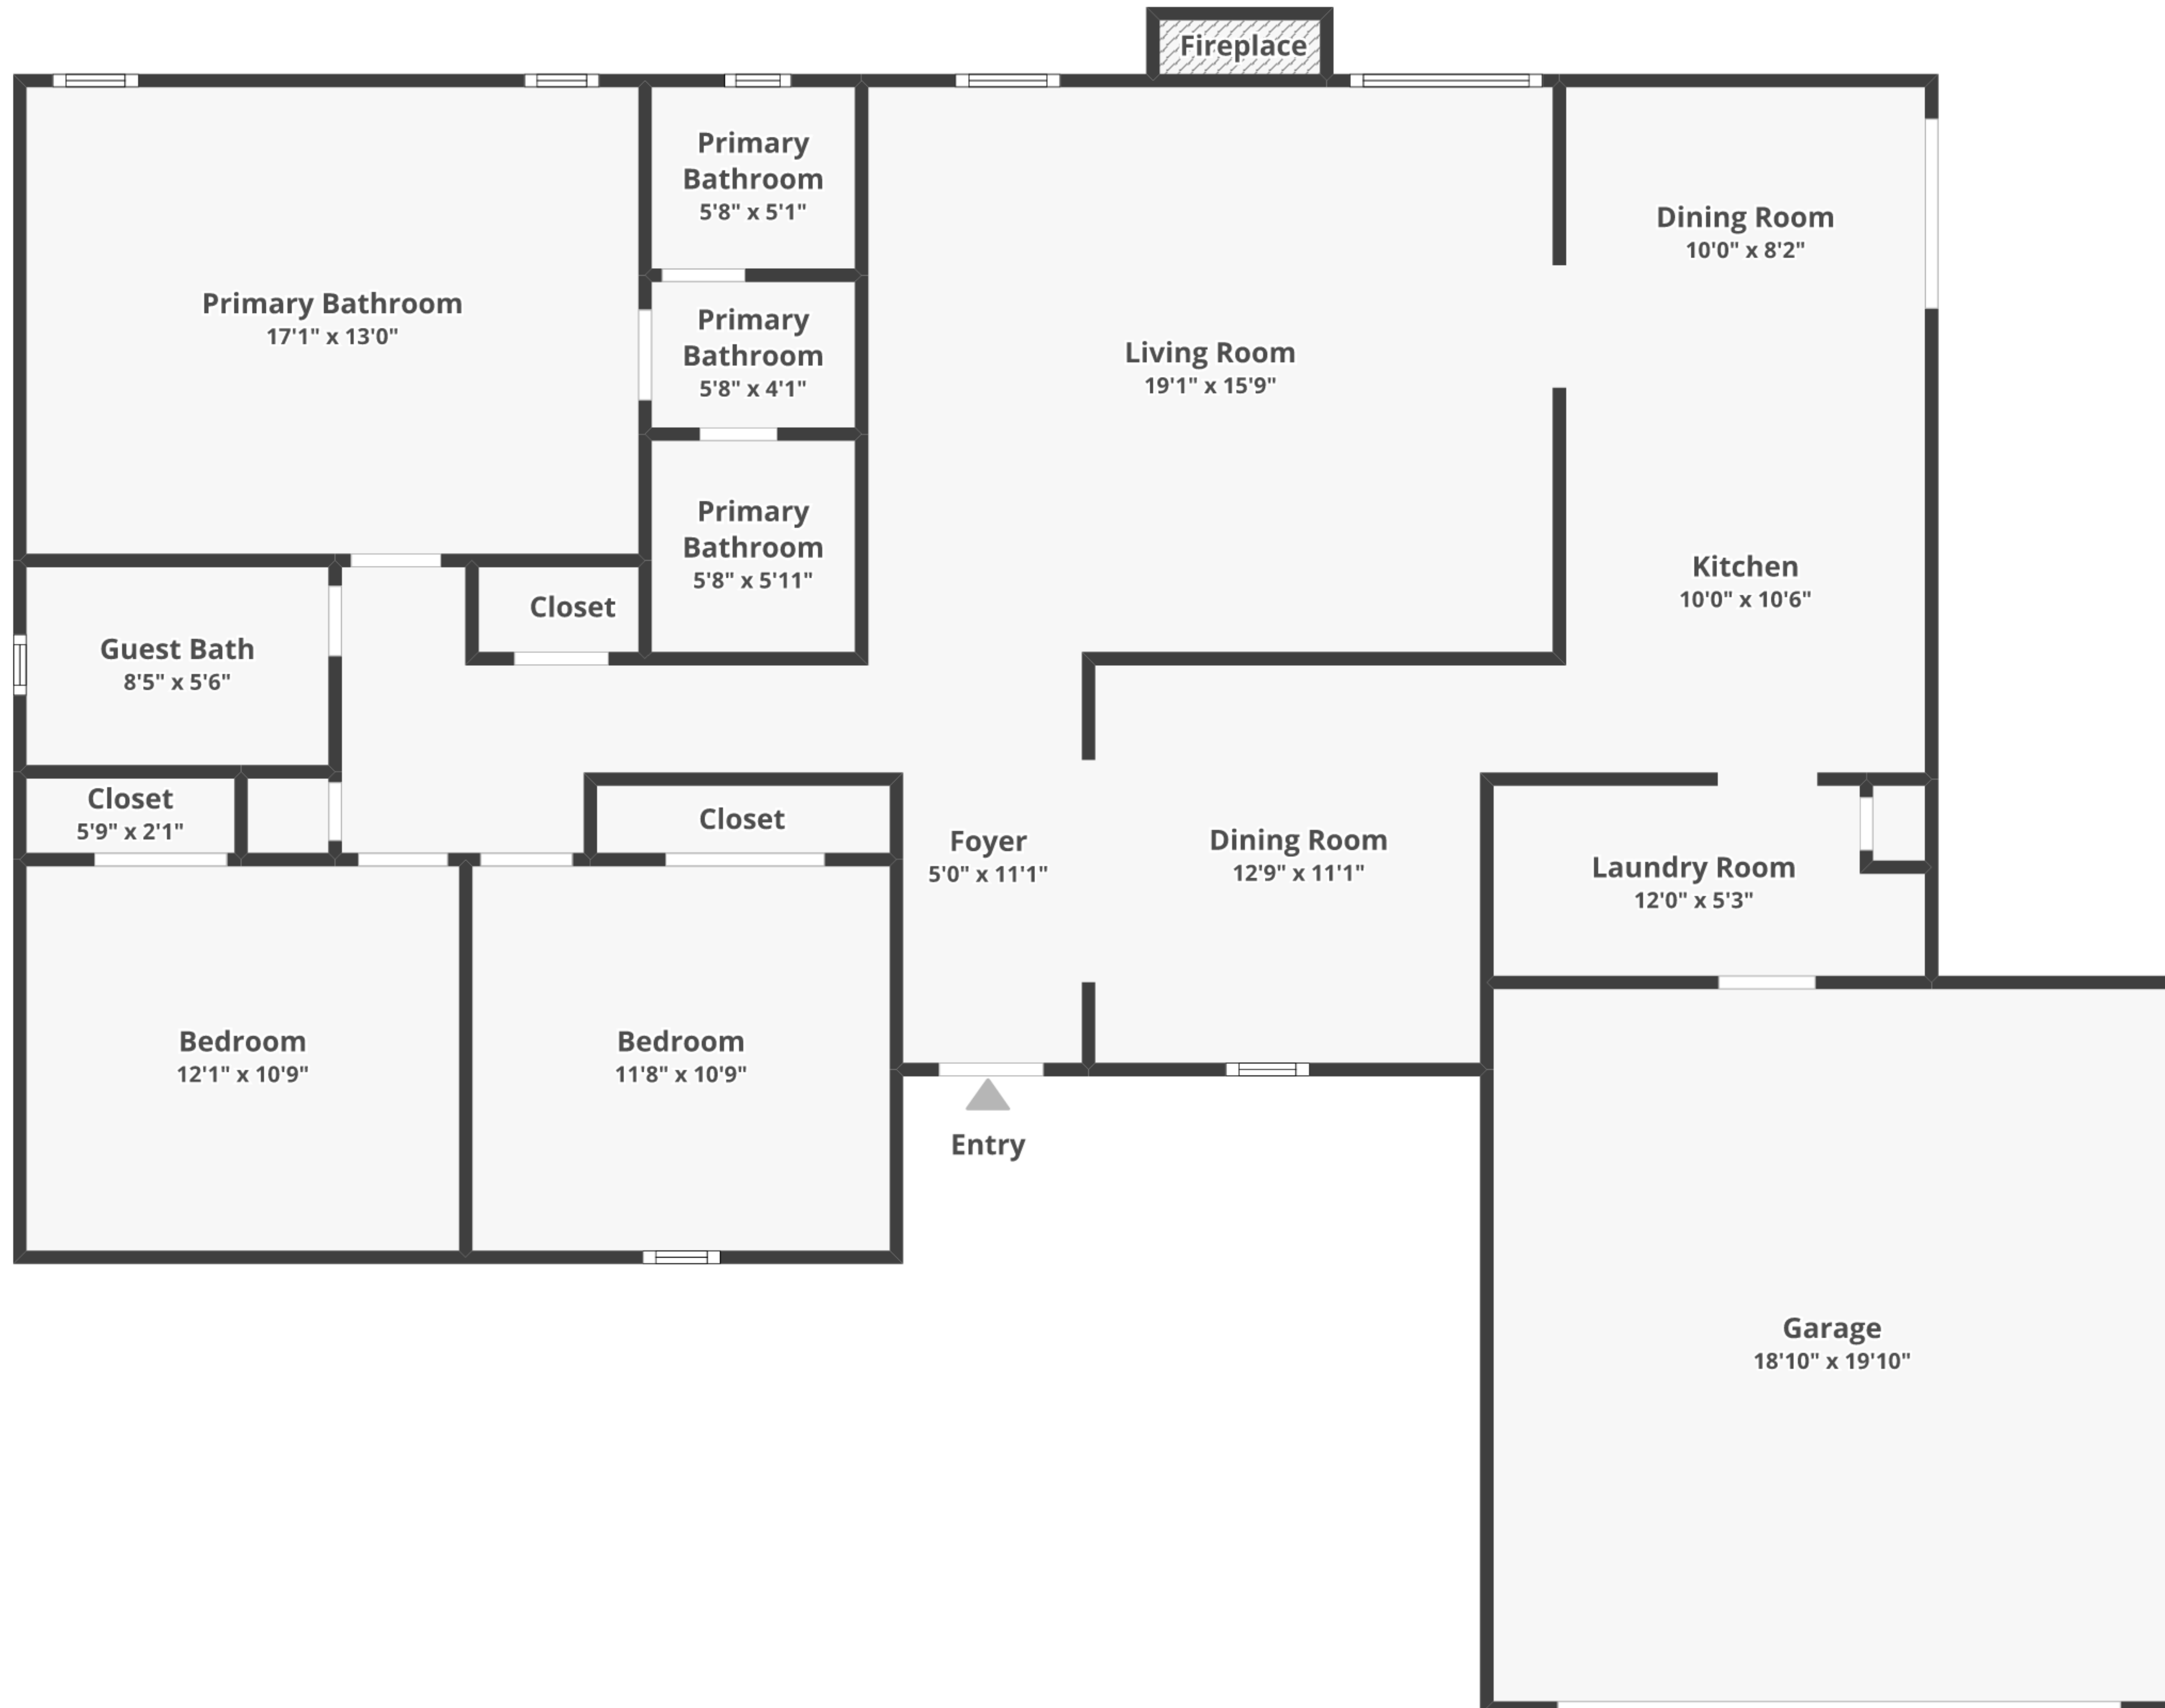 Fireplace
Primary
Bathroom
5'8" x 5'1"
Dining Room
10'0" x 8'2"
Primary Bathroom
17'1" x 13'0"
Primary
Bathroom
5'8" x 4'1"
Living Room
19'1" x 15'9"
Primary
Bathroom
5'8" x 5'11"
Kitchen
10'0" x 10'6"
Closet
Guest Bath
8'5" x 5'6"
Closet
5'9" x 2'1"
Closet
Foyer
5'0" x 11'1"
Dining Room
12'9" x 11'1"
Laundry Room
12'0" x 5'3"
Bedroom
12'1" x 10'9"
Bedroom
11'8" x 10'9"
Entry
Garage
18'10" x 19'10"